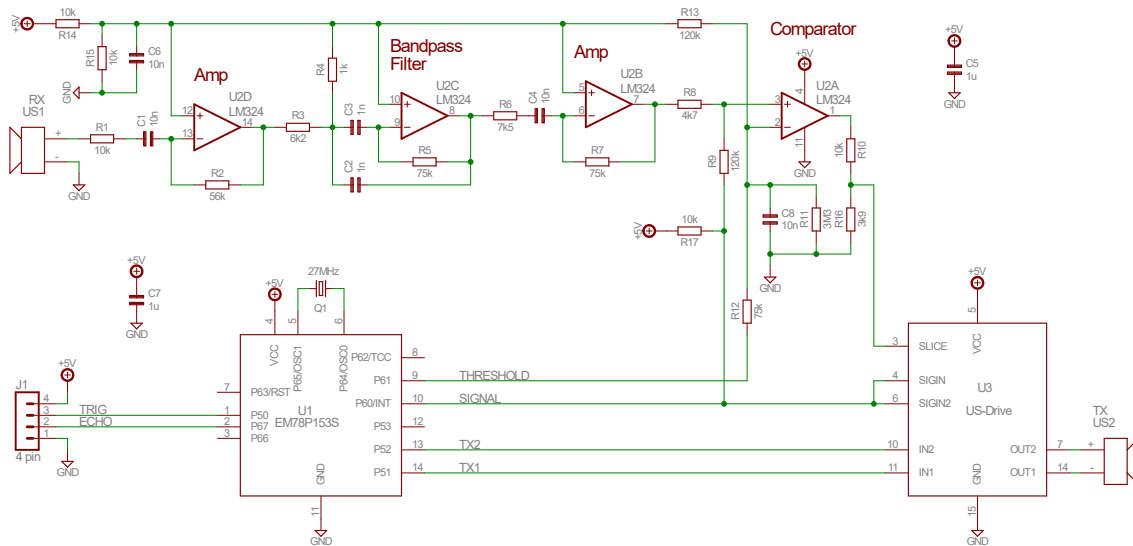 +5V
10k
R14
R15
10k
C6
10n
GND
RX
US1
+
-
GND
R1
10k
C1
10n
Amp
12
13
+
−
U2D
LM324
14
R2
56k
R3
6k2
R4
1k
C3
1n
C2
1n
Bandpass
Filter
10
9
+
−
U2C
LM324
8
R5
75k
R6
7k5
C4
10n
Amp
5
6
+
−
U2B
LM324
7
R7
75k
R8
4k7
R13
120k
R9
120k
Comparator
+5V
4
3
2
+
−
U2A
LM324
1
11
GND
10k
R10
C8
10n
R11
3M3
R16
3k9
GND
+5V
C5
1u
GND
+5V
10k
R17
R12
75k
+5V
C7
1u
GND
+5V
27MHz
Q1
4
5
6
VCC
P65/OSC1
P64/OSC0
P62/TCC
8
P61
9
THRESHOLD
P60/INT
10
SIGNAL
P53
12
P52
13
TX2
P51
14
TX1
7
P63/RST
1
P50
2
P67
3
P66
U1
EM78P153S
GND
11
GND
J1
4
3
2
1
4 pin
+5V
TRIG
ECHO
GND
+5V
5
VCC
3
SLICE
4
SIGIN
6
SIGIN2
10
IN2
11
IN1
U3
US-Drive
OUT2
7
OUT1
14
GND
15
GND
TX
US2
+
-